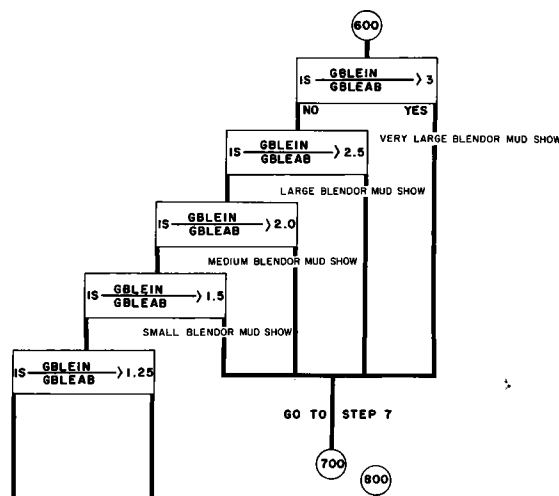 600
IS GBLEIN
GBLEAB > 3
NO YES
VERY LARGE BLENDOR MUD SHOW
IS GBLEIN
GBLEAB > 2.5
LARGE BLENDOR MUD SHOW
IS GBLEIN
GBLEAB > 2.0
MEDIUM BLENDOR MUD SHOW
IS GBLEIN
GBLEAB > 1.5
SMALL BLENDOR MUD SHOW
IS GBLEIN
GBLEAB > 1.25
GO TO STEP 7
700
800